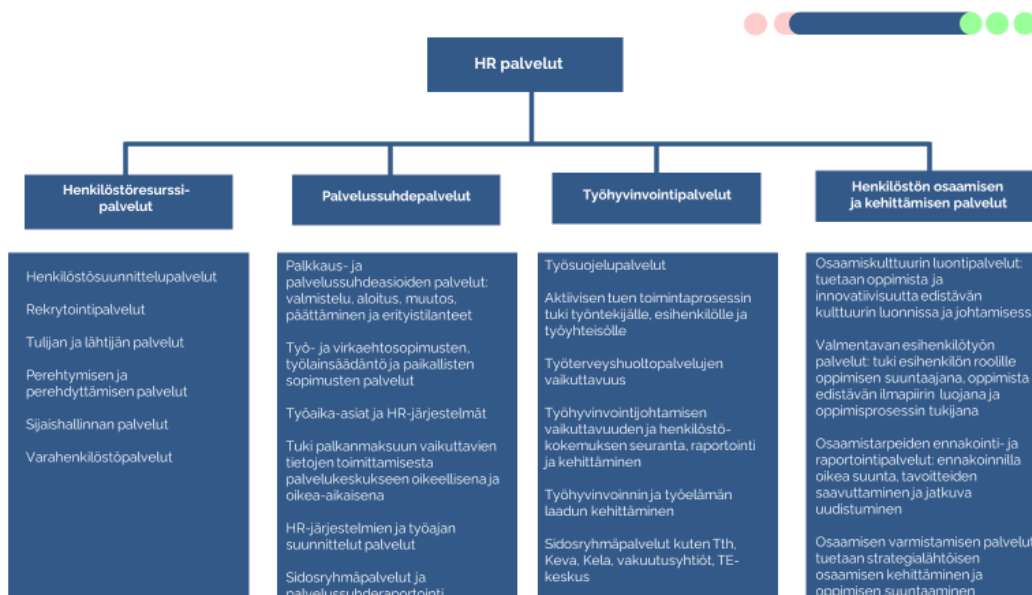 HR palvelut
Henkilöstöresurssi-
palvelut
Henkilöstösuunnittelupalvelut
Rekrytointipalvelut
Tulijan ja lähtijän palvelut
Perehtymisen ja
perehdyttämisen palvelut
Sijaishallinnan palvelut
Varahenkilöstöpalvelut
Palvelussuhdepalvelut
Palkkaus- ja
palvelussuhdeasioiden palvelut:
valmistelu, aloitus, muutos,
päättäminen ja erityistilanteet
Työ- ja virkaehtosopimusten,
työlainsäädäntö ja paikallisten
sopimusten palvelut
Työaika-asiat ja HR-järjestelmät
Tuki palkanmaksuun vaikuttavien
tietojen toimittamisesta
palvelukeskukseen oikeellisena ja
oikea-aikaisena
HR-järjestelmien ja työajan
suunnittelut palvelut
Sidosryhmäpalvelut ja
palvelussuhderaportointi
Työhyvinvointipalvelut
Työsuojelupalvelut
Aktiivisen tuen toimintaprosessin
tuki työntekijälle, esihenkilölle ja
työyhteisölle
Työterveyshuoltopalvelujen
vaikuttavuus
Työhyvinvointijohtamisen
vaikuttavuuden ja henkilöstö-
kokemuksen seuranta, raportointi
ja kehittäminen
Työhyvinvoinnin ja työelämän
laadun kehittäminen
Sidosryhmäpalvelut kuten Tth,
Keva, Kela, vakuutusyhtiöt, TE-
keskus
Henkilöstön osaamisen
ja kehittämisen palvelut
Osaamiskulttuurin luontipalvelut:
tuetaan oppimista ja
innovatiivisuutta edistävän
kulttuurin luonnissa ja johtamisess
Valmentavan esihenkilötyön
palvelut: tuki esihenkilön roolille
oppimisen suuntaajana, oppimista
edistävän ilmapiirin luojana ja
oppimisprosessin tukijana
Osaamistarpeiden ennakointi- ja
raportointipalvelut: ennakoinnilla
oikea suunta, tavoitteiden
saavuttaminen ja jatkuva
uudistuminen
Osaamisen varmistamisen palvelut
tuetaan strategialähtöisen
osaamisen kehittäminen ja
oppimisen suuntaaminen